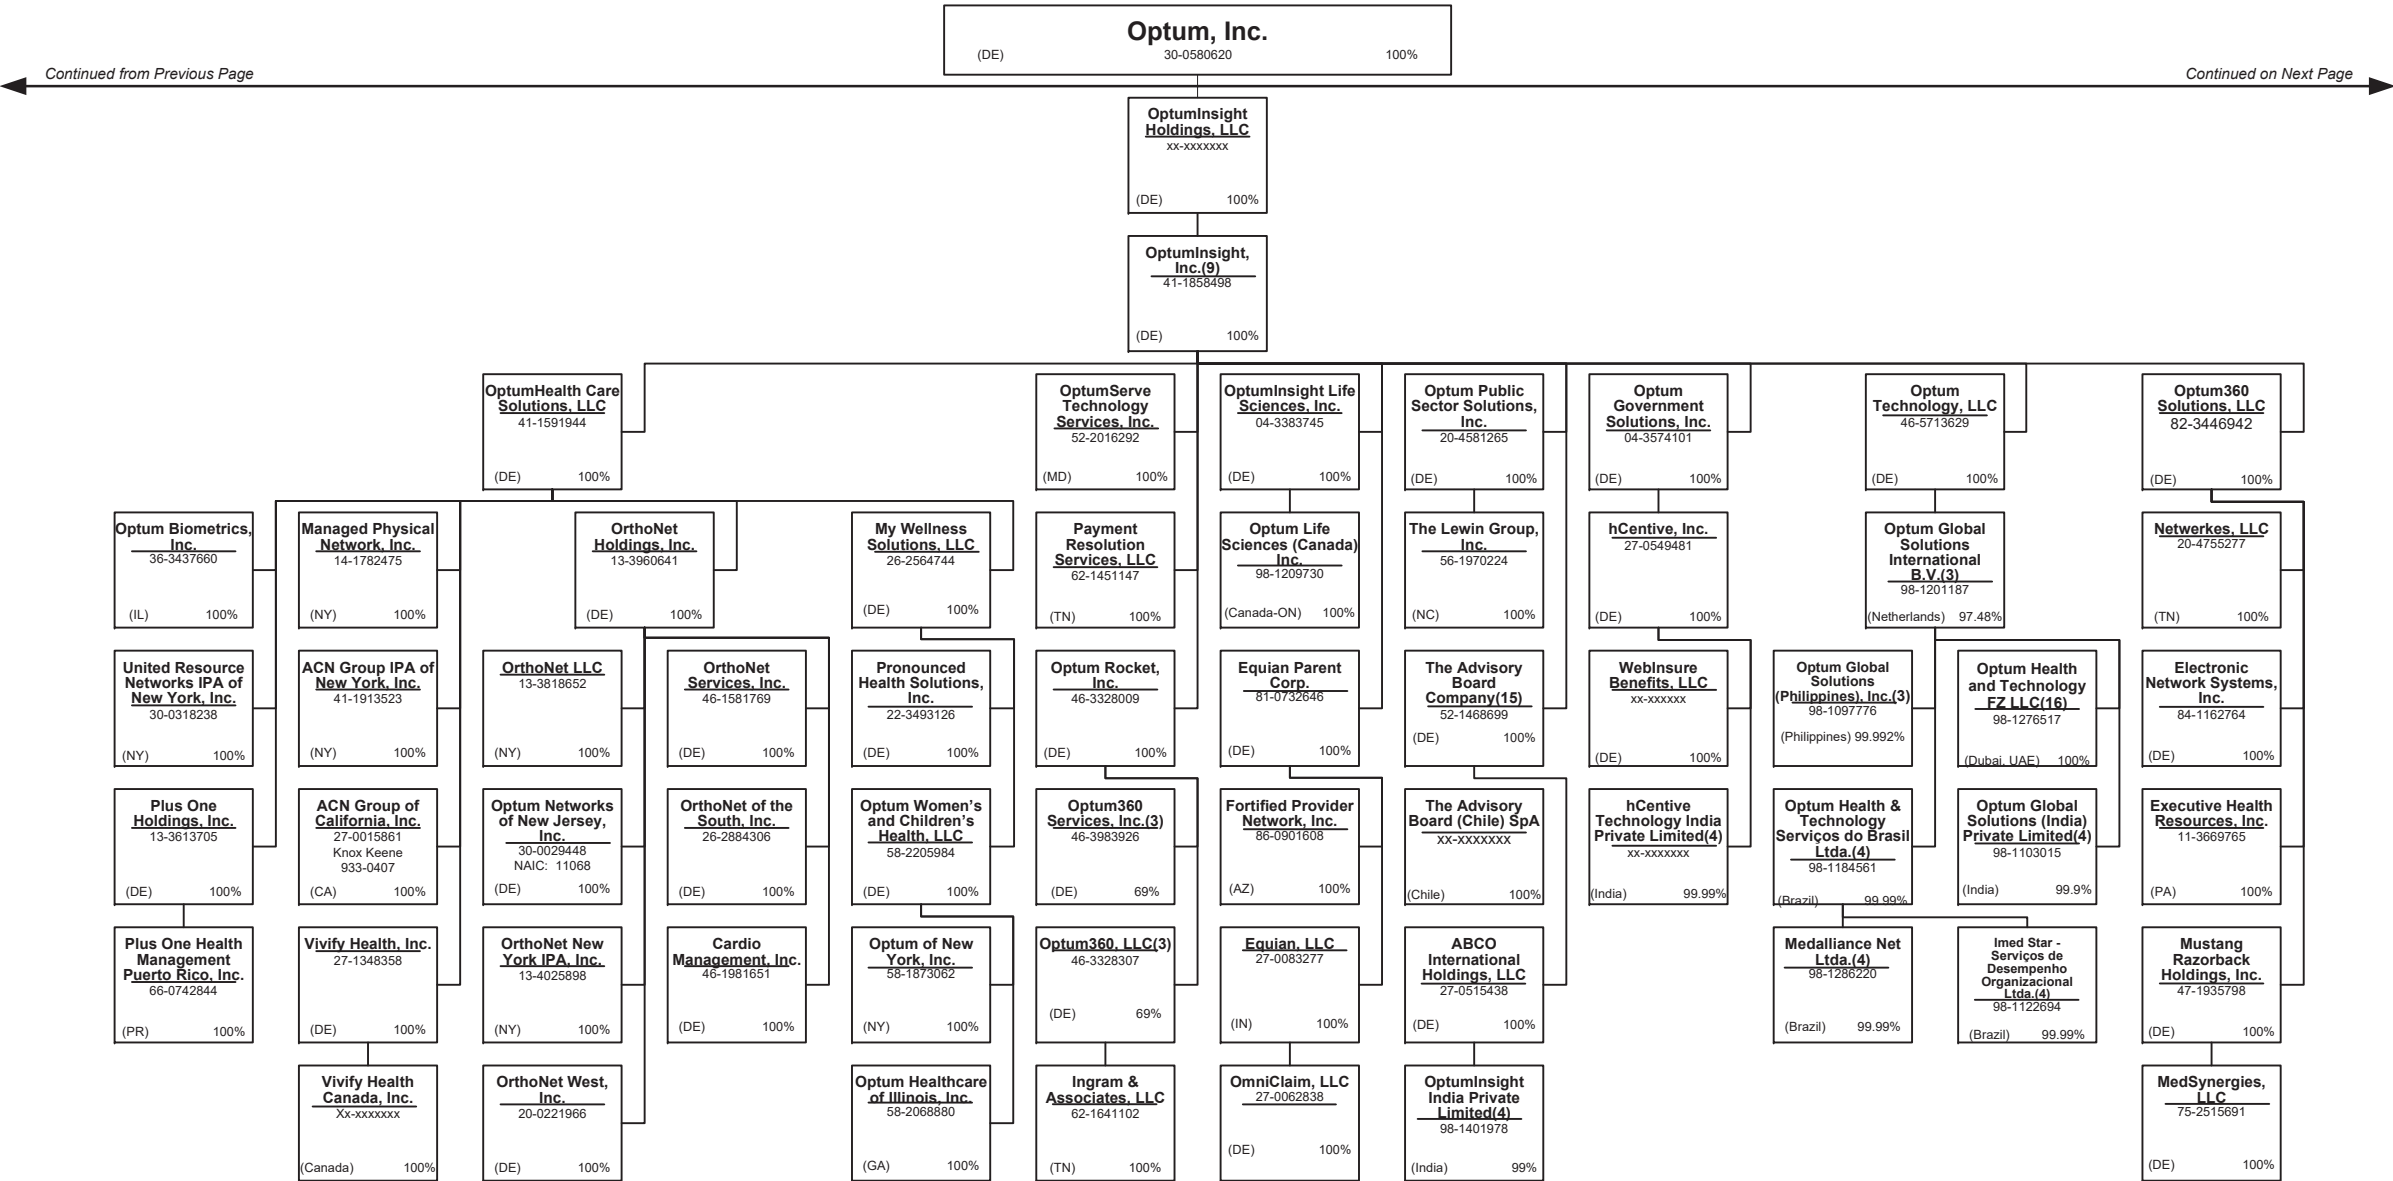 Optum, Inc.
(DE) 30-0580620 100%
Continued from Previous Page
Continued on Next Page
OptumInsight
Holdings, LLC
xx-xxxxxxx
(DE) 100%
OptumInsight,
Inc.(9)
41-1858498
(DE) 100%
OptumHealth Care
Solutions, LLC
41-1591944
(DE) 100%
OptumServe
Technology
Services, Inc.
52-2016292
(MD) 100%
OptumInsight Life
Sciences, Inc.
04-3383745
(DE) 100%
Optum Public
Sector Solutions,
Inc.
20-4581265
(DE) 100%
Optum
Government
Solutions, Inc.
04-3574101
(DE) 100%
Optum
Technology, LLC
46-5713629
(DE) 100%
Optum360
Solutions, LLC
82-3446942
(DE) 100%
Optum Biometrics,
Inc.
36-3437660
(IL) 100%
Managed Physical
Network, Inc.
14-1782475
(NY) 100%
OrthoNet
Holdings, Inc.
13-3960641
(DE) 100%
My Wellness
Solutions, LLC
26-2564744
(DE) 100%
Payment
Resolution
Services, LLC
62-1451147
(TN) 100%
Optum Life
Sciences (Canada)
Inc.
98-1209730
(Canada-ON) 100%
The Lewin Group,
Inc.
56-1970224
(NC) 100%
hCentive, Inc.
27-0549481
(DE) 100%
Optum Global
Solutions
International
B.V.(3)
98-1201187
(Netherlands) 97.48%
Netwerkes, LLC
20-4755277
(TN) 100%
United Resource
Networks IPA of
New York, Inc.
30-0318238
(NY) 100%
ACN Group IPA of
New York, Inc.
41-1913523
(NY) 100%
OrthoNet LLC
13-3818652
(NY) 100%
OrthoNet
Services, Inc.
46-1581769
(DE) 100%
Pronounced
Health Solutions,
Inc.
22-3493126
(DE) 100%
Optum Rocket,
Inc.
46-3328009
(DE) 100%
Equian Parent
Corp.
81-0732646
(DE) 100%
The Advisory
Board
Company(15)
52-1468699
(DE) 100%
WebInsure
Benefits, LLC
xx-xxxxxx
(DE) 100%
Optum Global
Solutions
(Philippines), Inc.(3)
98-1097776
(Philippines) 99.992%
Optum Health
and Technology
FZ LLC(16)
98-1276517
(Dubai, UAE) 100%
Electronic
Network Systems,
Inc.
84-1162764
(DE) 100%
Plus One
Holdings, Inc.
13-3613705
(DE) 100%
ACN Group of
California, Inc.
27-0015861
Knox Keene
933-0407
(CA) 100%
Optum Networks
of New Jersey,
Inc.
30-0029448
NAIC: 11068
(DE) 100%
OrthoNet of the
South, Inc.
26-2884306
(DE) 100%
Optum Women's
and Children's
Health, LLC
58-2205984
(DE) 100%
Optum360
Services, Inc.(3)
46-3983926
(DE) 69%
Fortified Provider
Network, Inc.
86-0901608
(AZ) 100%
The Advisory
Board (Chile) SpA
xx-xxxxxxx
(Chile) 100%
hCentive
Technology India
Private Limited(4)
xx-xxxxxxx
(India) 99.99%
Optum Health &
Technology
Serviços do Brasil
Ltda.(4)
98-1184561
(Brazil) 99.99%
Optum Global
Solutions (India)
Private Limited(4)
98-1103015
(India) 99.9%
Executive Health
Resources, Inc.
11-3669765
(PA) 100%
Plus One Health
Management
Puerto Rico, Inc.
66-0742844
(PR) 100%
Vivify Health, Inc.
27-1348358
(DE) 100%
OrthoNet New
York IPA, Inc.
13-4025898
(NY) 100%
Cardio
Management, Inc.
46-1981651
(DE) 100%
Optum of New
York, Inc.
58-1873062
(NY) 100%
Optum360, LLC(3)
46-3328307
(DE) 69%
Equian, LLC
27-0083277
(IN) 100%
ABCO
International
Holdings, LLC
27-0515438
(DE) 100%
Medalliance Net
Ltda.(4)
98-1286220
(Brazil) 99.99%
Imed Star -
Serviços de
Desempenho
Organizacional
Ltda.(4)
98-1122694
(Brazil) 99.99%
Mustang
Razorback
Holdings, Inc.
47-1935798
(DE) 100%
Vivify Health
Canada, Inc.
Xx-xxxxxxx
(Canada) 100%
OrthoNet West,
Inc.
20-0221966
(DE) 100%
Optum Healthcare
of Illinois, Inc.
58-2068880
(GA) 100%
Ingram &
Associates, LLC
62-1641102
(TN) 100%
OmniClaim, LLC
27-0062838
(DE) 100%
OptumInsight
India Private
Limited(4)
98-1401978
(India) 99%
MedSynergies,
LLC
75-2515691
(DE) 100%